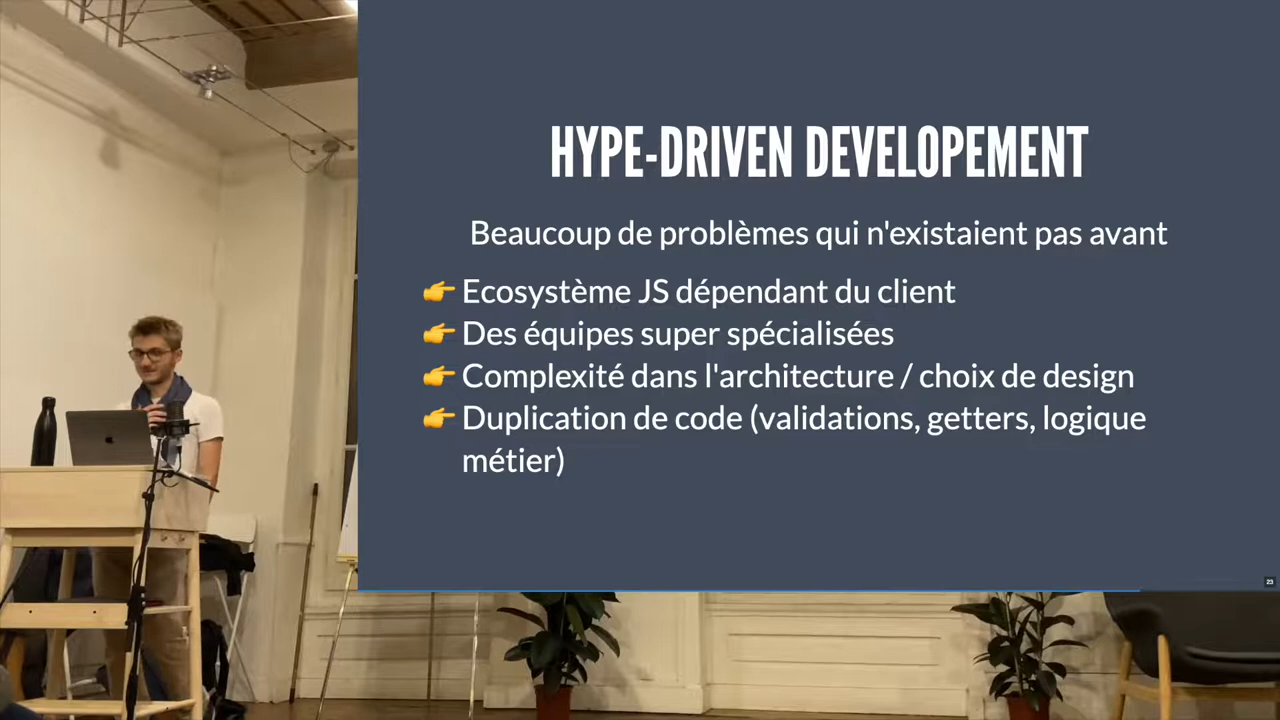 HYPE-DRIVEN DEVELOPEMENT
Beaucoup de problèmes qui n'existaient pas avant
👉 Ecosystème JS dépendant du client
👉 Des équipes super spécialisées
👉 Complexité dans l'architecture / choix de design
👉 Duplication de code (validations, getters, logique
métier)
23